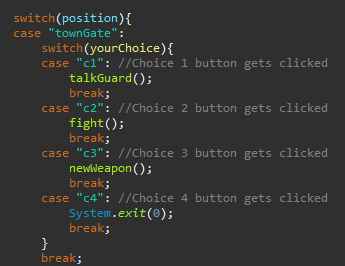 switch(position){
case "townGate":
    switch(yourChoice){
    case "c1": //Choice 1 button gets clicked
        talkGuard();
        break;
    case "c2": //Choice 2 button gets clicked
        fight();
        break;
    case "c3": //Choice 3 button gets clicked
        newWeapon();
        break;
    case "c4": //Choice 4 button gets clicked
        System.exit(0);
        break;
    }
    break;